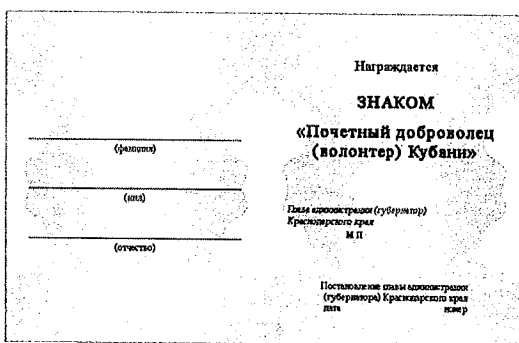 (фамилия)
(имя)
(отчество)
Награждается
ЗНАКОМ
«Почетный доброволец
(волонтер) Кубани»
Глава администрации (губернатор)
Краснодарского края
М П
Постановление главы администрации
(губернатора) Краснодарского края
дата номер